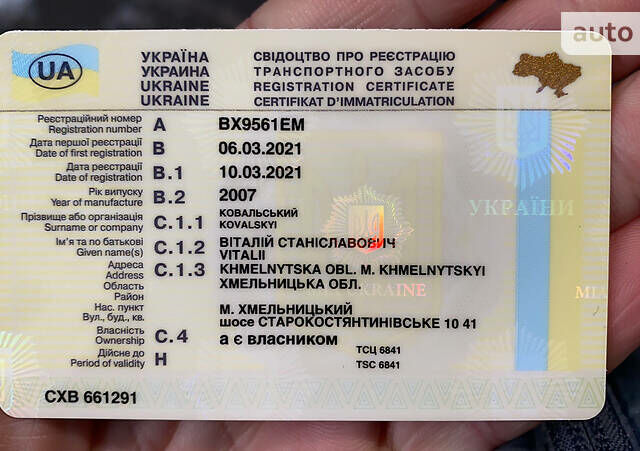 auto
UA
УКРАЇНА
УКРАИНА
UKRAINE
UKRAINE
СВІДОЦТВО ПРО РЕЄСТРАЦІЮ
ТРАНСПОРТНОГО ЗАСОБУ
REGISTRATION CERTIFICATE
CERTIFIKAT D'IMMATRICULATION
Реєстраційний номер
Registration number A BX9561EM
Дата першої реєстрації
Date of first registration B 06.03.2021
Дата реєстрації
Date of registration B.1 10.03.2021
Рік випуску
Year of manufacture B.2 2007
Прізвище або організація
Surname or company C.1.1 КОВАЛЬСЬКИЙ
KOVALSKYI
Ім'я та по батькові
Given name(s) C.1.2 ВІТАЛІЙ СТАНІСЛАВОВИЧ
VITALII
Адреса
Address C.1.3 KHMELNYTSKA OBL. M. KHMELNYTSKYI
Область ХМЕЛЬНИЦЬКА ОБЛ.
Район
Нас. пункт М. ХМЕЛЬНИЦЬКИЙ
Вул., буд., кв. шосе СТАРОКОСТЯНТИНІВСЬКЕ 10 41
Власність
Ownership C.4 а є власником
Дійсне до
Period of validity H
ТСЦ 6841
TSC 6841
СХВ 661291
УКРАЇНИ
UKRAINE